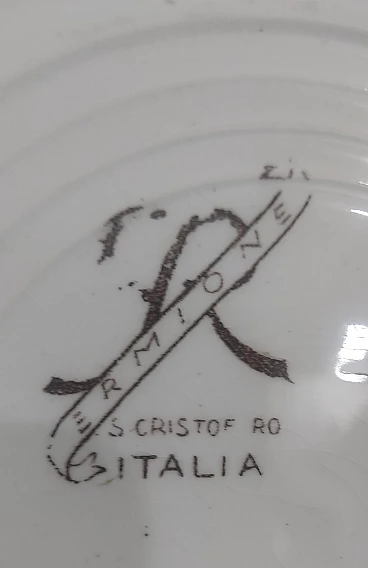 R
ERMIONE
S. CRISTOF RO
ITALIA